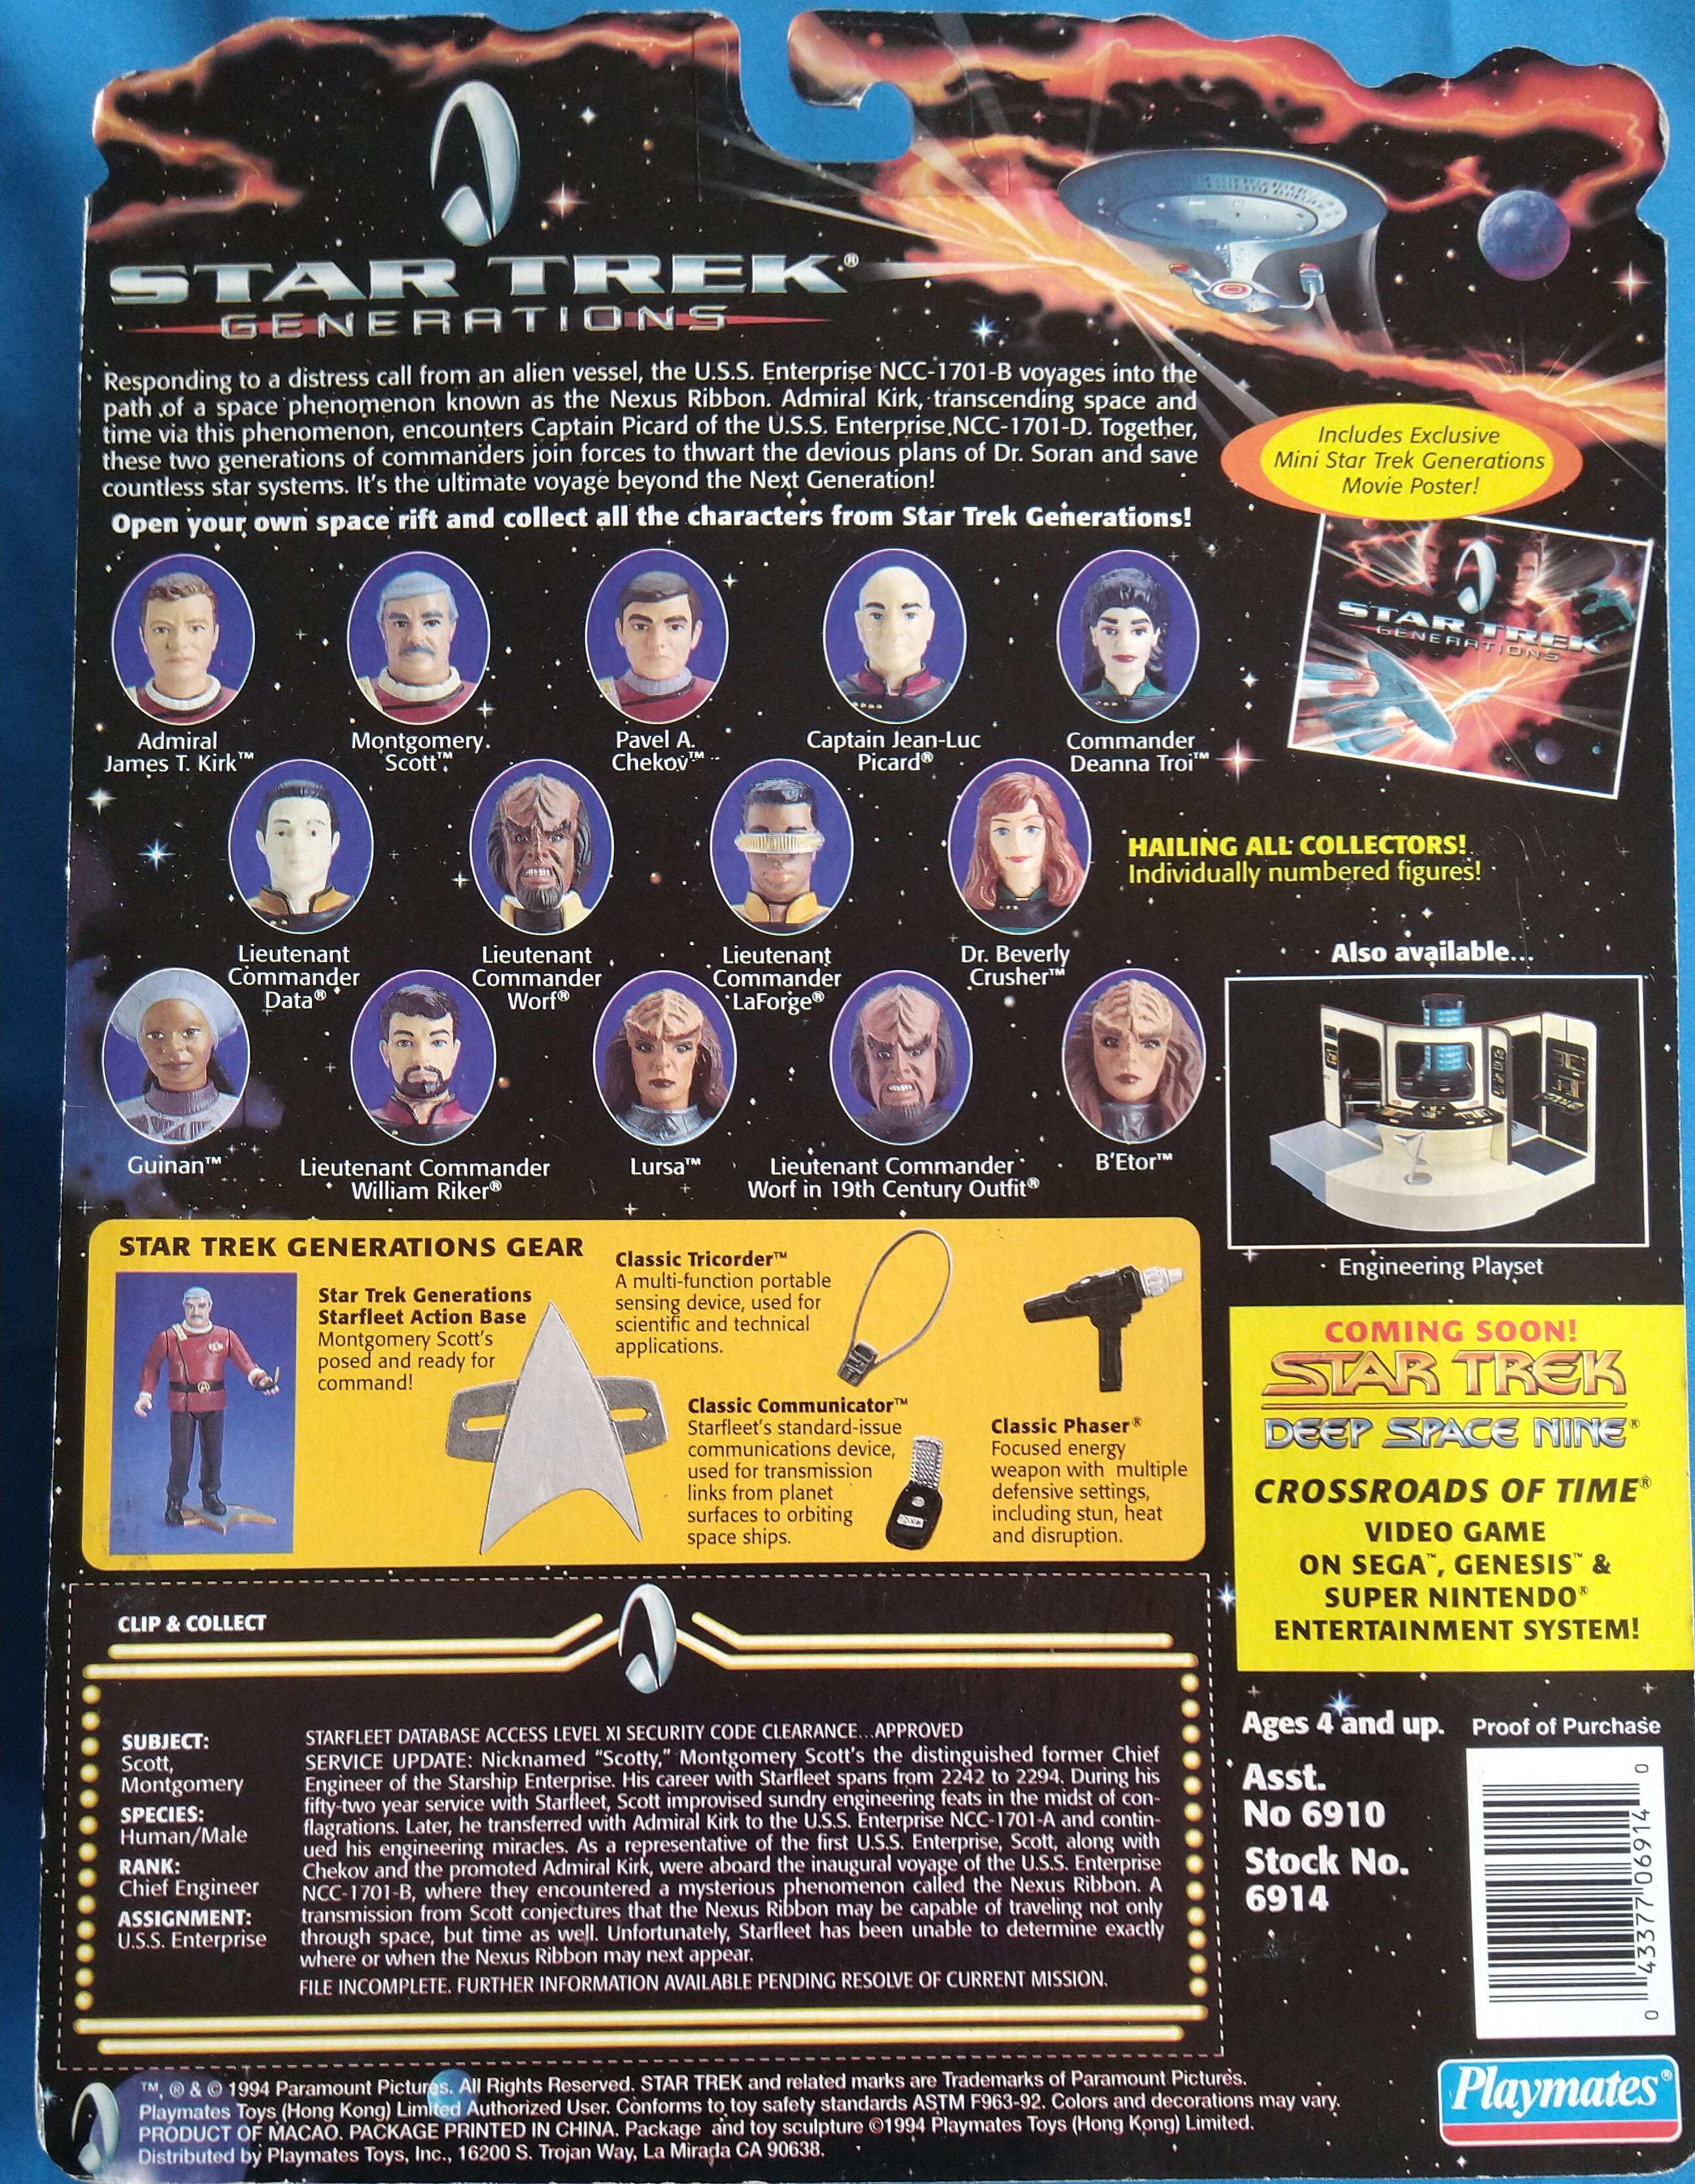 STAR TREK®
GENERATIONS
Responding to a distress call from an alien vessel, the U.S.S. Enterprise NCC-1701-B voyages into the
path of a space phenomenon known as the Nexus Ribbon. Admiral Kirk, transcending space and
time via this phenomenon, encounters Captain Picard of the U.S.S. Enterprise NCC-1701-D. Together,
these two generations of commanders join forces to thwart the devious plans of Dr. Soran and save
countless star systems. It's the ultimate voyage beyond the Next Generation!
Open your own space rift and collect all the characters from Star Trek Generations!
Includes Exclusive
Mini Star Trek Generations
Movie Poster!
STAR TREK
GENERATIONS
Admiral
James T. Kirk™
Montgomery
Scott™
Pavel A.
Chekov™
Captain Jean-Luc
Picard®
Commander
Deanna Troi™
Lieutenant
Commander
Data®
Lieutenant
Commander
Worf®
Lieutenant
Commander
LaForge®
Dr. Beverly
Crusher™
HAILING ALL COLLECTORS!
Individually numbered figures!
Guinan™
Lieutenant Commander
William Riker®
Lursa™
Lieutenant Commander
Worf in 19th Century Outfit®
B'Etor™
Also available...
Engineering Playset
STAR TREK GENERATIONS GEAR
Star Trek Generations
Starfleet Action Base
Montgomery Scott's
posed and ready for
command!
Classic Tricorder™
A multi-function portable
sensing device, used for
scientific and technical
applications.
Classic Communicator™
Starfleet's standard-issue
communications device,
used for transmission
links from planet
surfaces to orbiting
space ships.
Classic Phaser®
Focused energy
weapon with multiple
defensive settings,
including stun, heat
and disruption.
COMING SOON!
STAR TREK
DEEP SPACE NINE®
CROSSROADS OF TIME®
VIDEO GAME
ON SEGA™, GENESIS™ &
SUPER NINTENDO®
ENTERTAINMENT SYSTEM!
CLIP & COLLECT
SUBJECT:
Scott,
Montgomery
SPECIES:
Human/Male
RANK:
Chief Engineer
ASSIGNMENT:
U.S.S. Enterprise
STARFLEET DATABASE ACCESS LEVEL XI SECURITY CODE CLEARANCE...APPROVED
SERVICE UPDATE: Nicknamed "Scotty," Montgomery Scott's the distinguished former Chief
Engineer of the Starship Enterprise. His career with Starfleet spans from 2242 to 2294. During his
fifty-two year service with Starfleet, Scott improvised sundry engineering feats in the midst of con-
flagrations. Later, he transferred with Admiral Kirk to the U.S.S. Enterprise NCC-1701-A and contin-
ued his engineering miracles. As a representative of the first U.S.S. Enterprise, Scott, along with
Chekov and the promoted Admiral Kirk, were aboard the inaugural voyage of the U.S.S. Enterprise
NCC-1701-B, where they encountered a mysterious phenomenon called the Nexus Ribbon. A
transmission from Scott conjectures that the Nexus Ribbon may be capable of traveling not only
through space, but time as well. Unfortunately, Starfleet has been unable to determine exactly
where or when the Nexus Ribbon may next appear.
FILE INCOMPLETE. FURTHER INFORMATION AVAILABLE PENDING RESOLVE OF CURRENT MISSION.
Ages 4 and up.
Asst.
No 6910
Stock No.
6914
Proof of Purchase
0 43377 06914 0
Playmates®
™, ® & © 1994 Paramount Pictures. All Rights Reserved. STAR TREK and related marks are Trademarks of Paramount Pictures.
Playmates Toys (Hong Kong) Limited Authorized User. Conforms to toy safety standards ASTM F963-92. Colors and decorations may vary.
PRODUCT OF MACAO. PACKAGE PRINTED IN CHINA. Package and toy sculpture ©1994 Playmates Toys (Hong Kong) Limited.
Distributed by Playmates Toys, Inc., 16200 S. Trojan Way, La Mirada CA 90638.